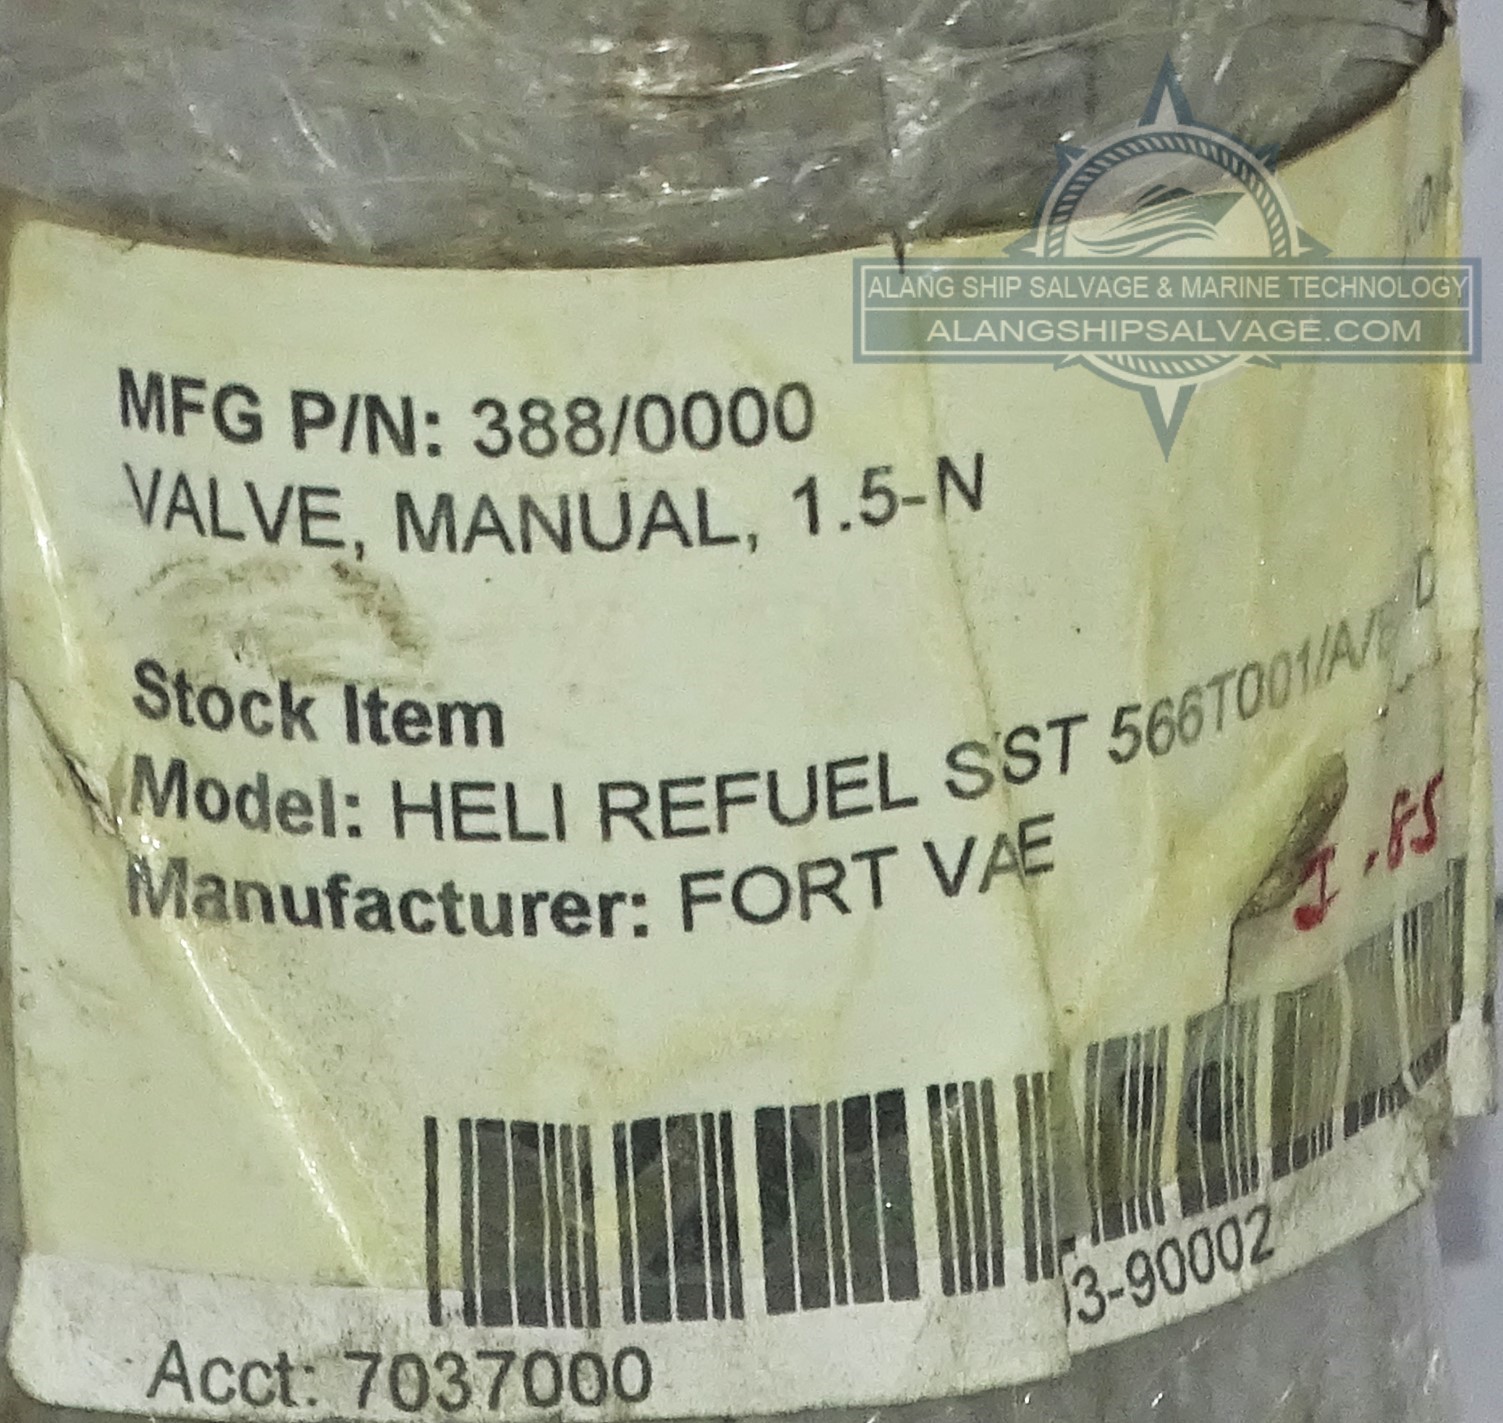 ALANG SHIP SALVAGE & MARINE TECHNOLOGY
ALANGSHIPSALVAGE.COM
MFG P/N: 388/0000
VALVE, MANUAL, 1.5-N
Stock Item
Model: HELI REFUEL SST 566T001/A/
Manufacturer: FORT VAE
3-90002
Acct: 7037000